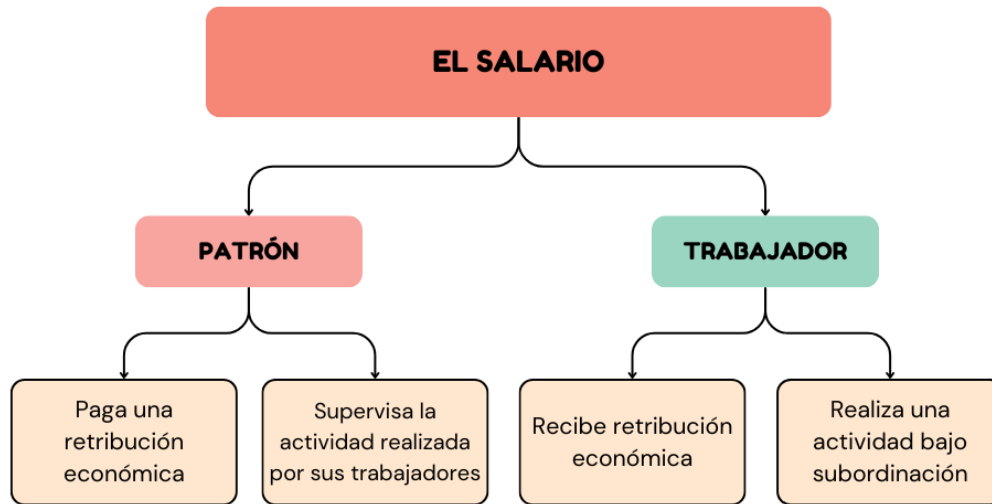 EL SALARIO
PATRÓN
TRABAJADOR
Paga una
retribución
económica
Supervisa la
actividad realizada
por sus trabajadores
Recibe retribución
económica
Realiza una
actividad bajo
subordinación